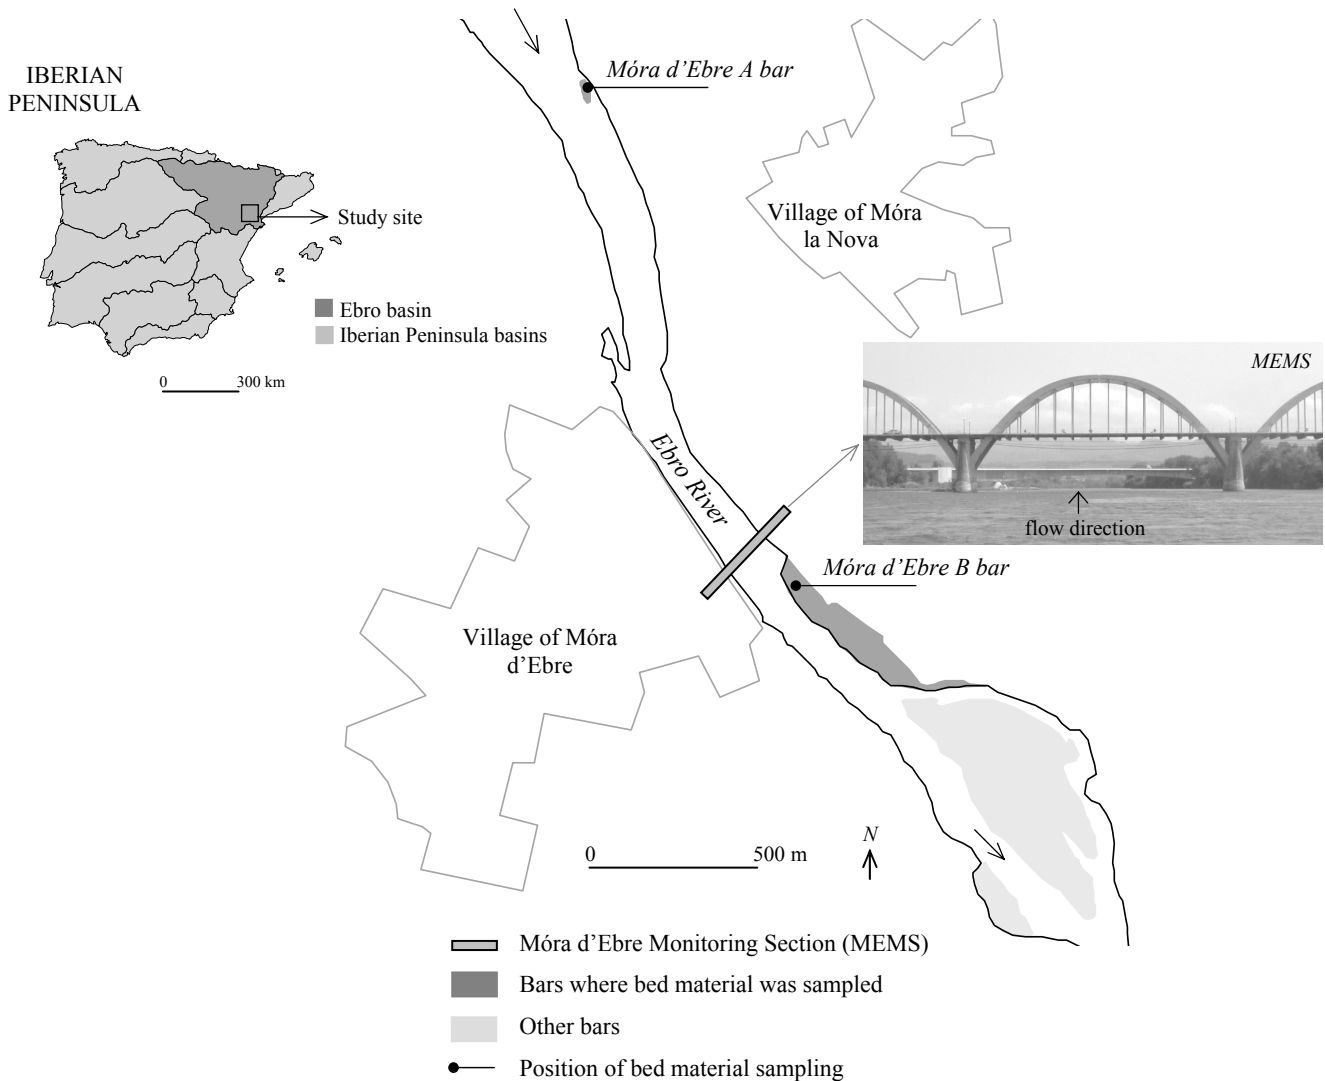 IBERIAN
PENINSULA
Móra d'Ebre A bar
Village of Móra
la Nova
Study site
Ebro basin
Iberian Peninsula basins
0 300 km
MEMS
flow direction
Ebro River
Móra d'Ebre B bar
Village of Móra
d'Ebre
0 500 m
N
Móra d'Ebre Monitoring Section (MEMS)
Bars where bed material was sampled
Other bars
Position of bed material sampling